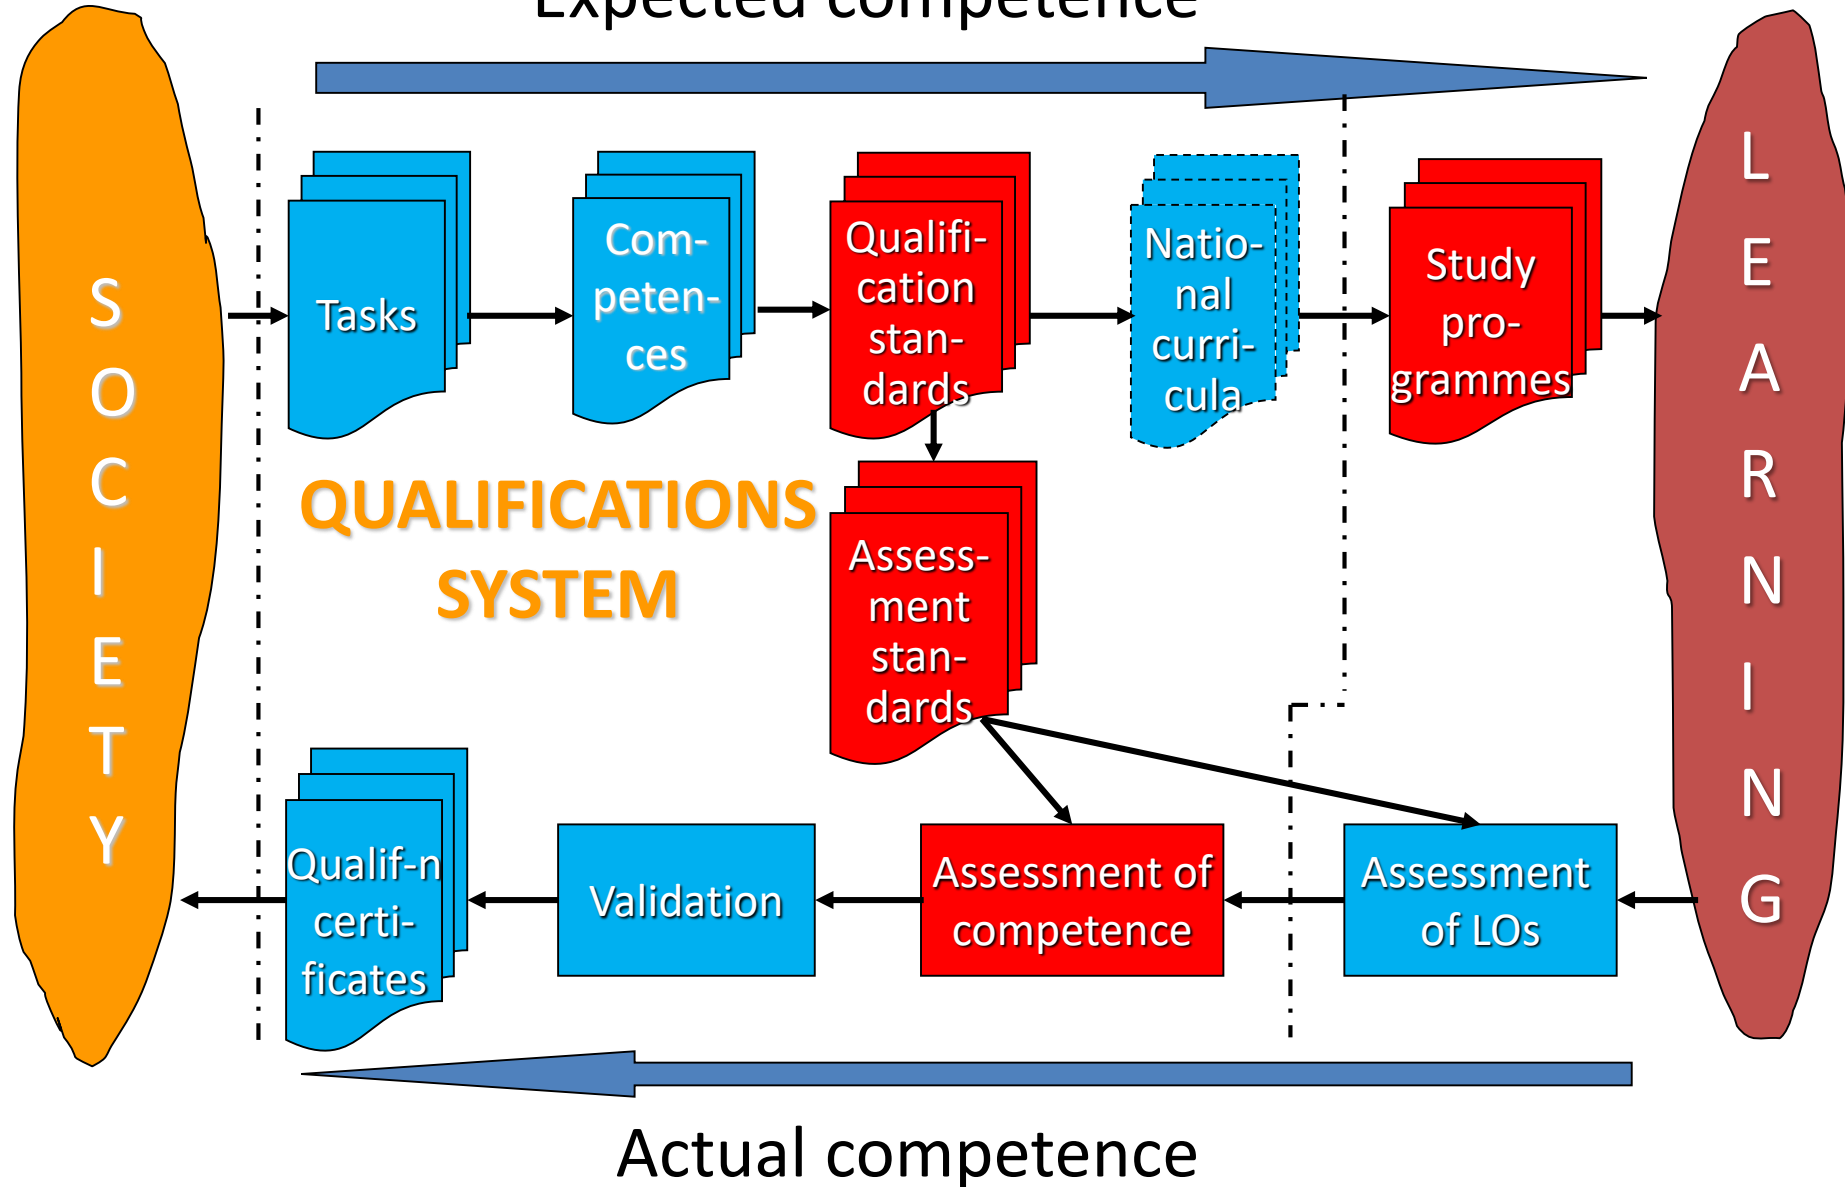 Expected competence
S
O
C
I
E
T
Y
Tasks
Com-
peten-
ces
Qualifi-
cation
stan-
dards
Natio-
nal
curri-
cula
Study
pro-
grammes
L
E
A
R
N
I
N
G
QUALIFICATIONS
SYSTEM
Assess-
ment
stan-
dards
Qualif-n
certi-
ficates
Validation
Assessment of
competence
Assessment
of LOs
Actual competence